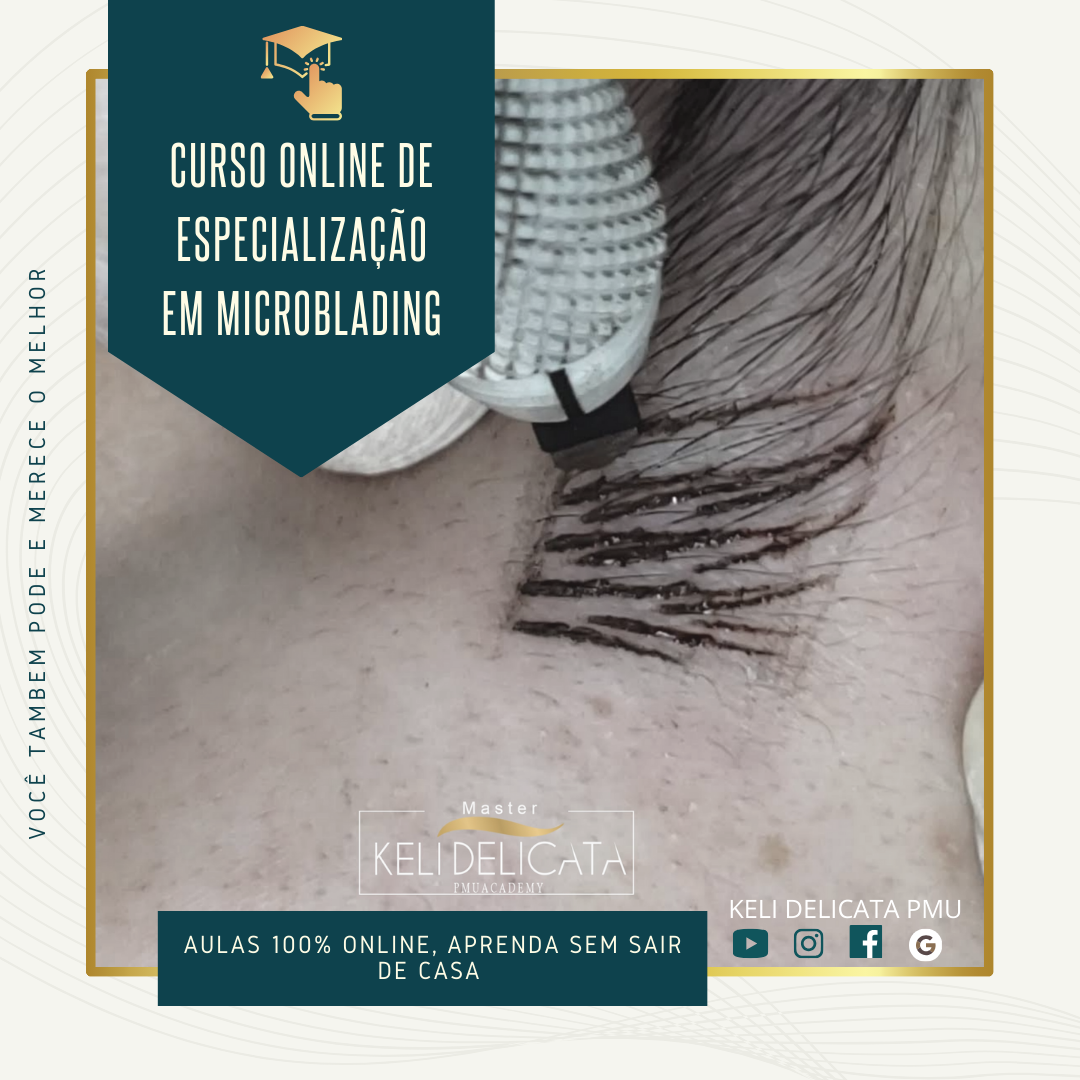 CURSO ONLINE DE
ESPECIALIZAÇÃO
EM MICROBLADING
VOCÊ TAMBEM PODE E MERECE O MELHOR
Master
KELI DELICATA
PMUACADEMY
KELI DELICATA PMU
AULAS 100% ONLINE, APRENDA SEM SAIR
DE CASA